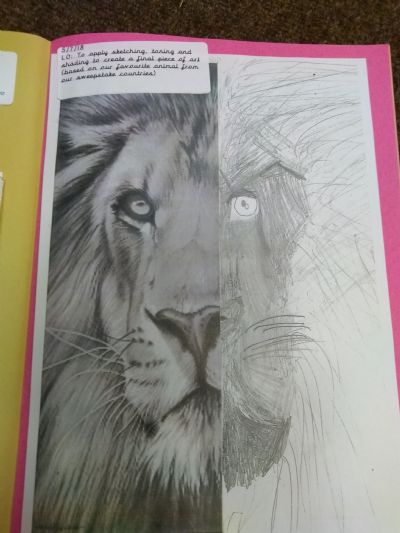 5/7/18
LO: To apply sketching, toning and
shading to create a final piece of art
(based on our favourite animal from
our sweepstake countries)